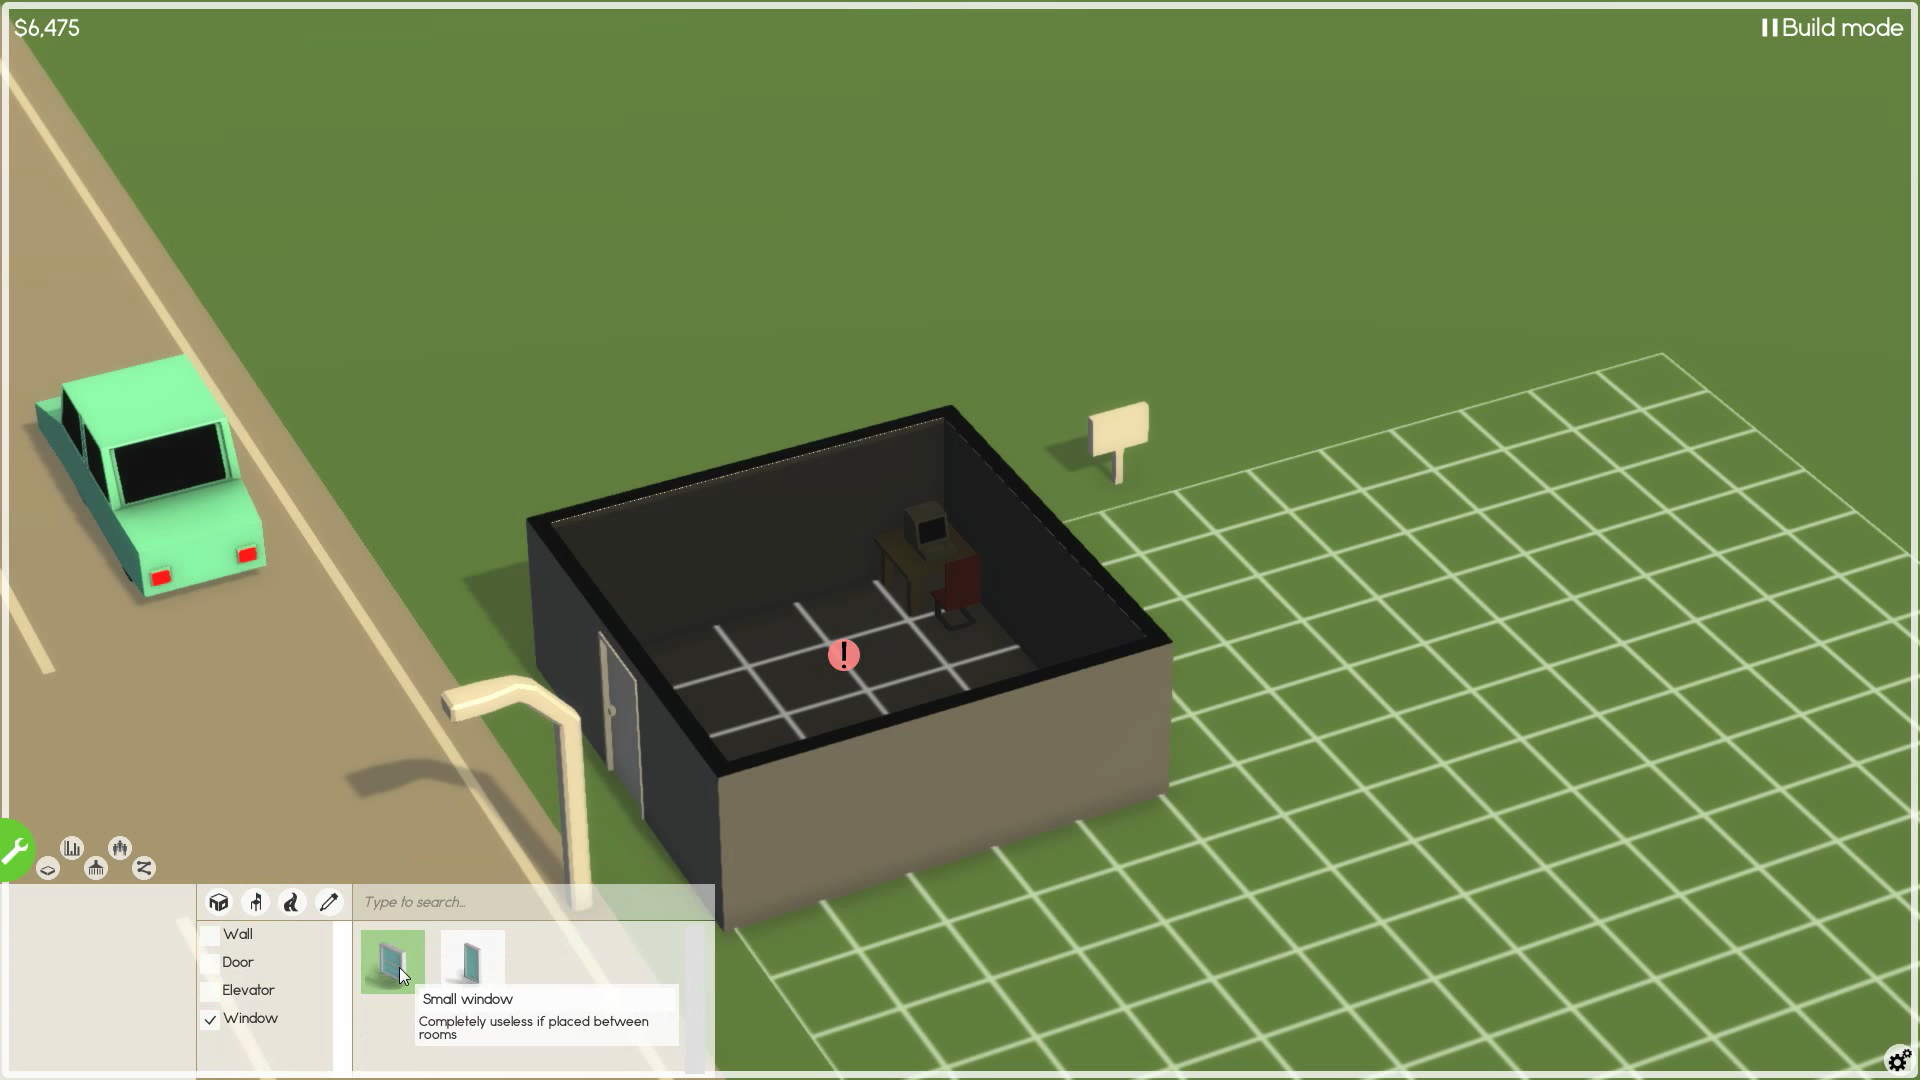 $6,475
Build mode
Type to search...
Wall
Door
Elevator
Window
Small window
Completely useless if placed between
rooms